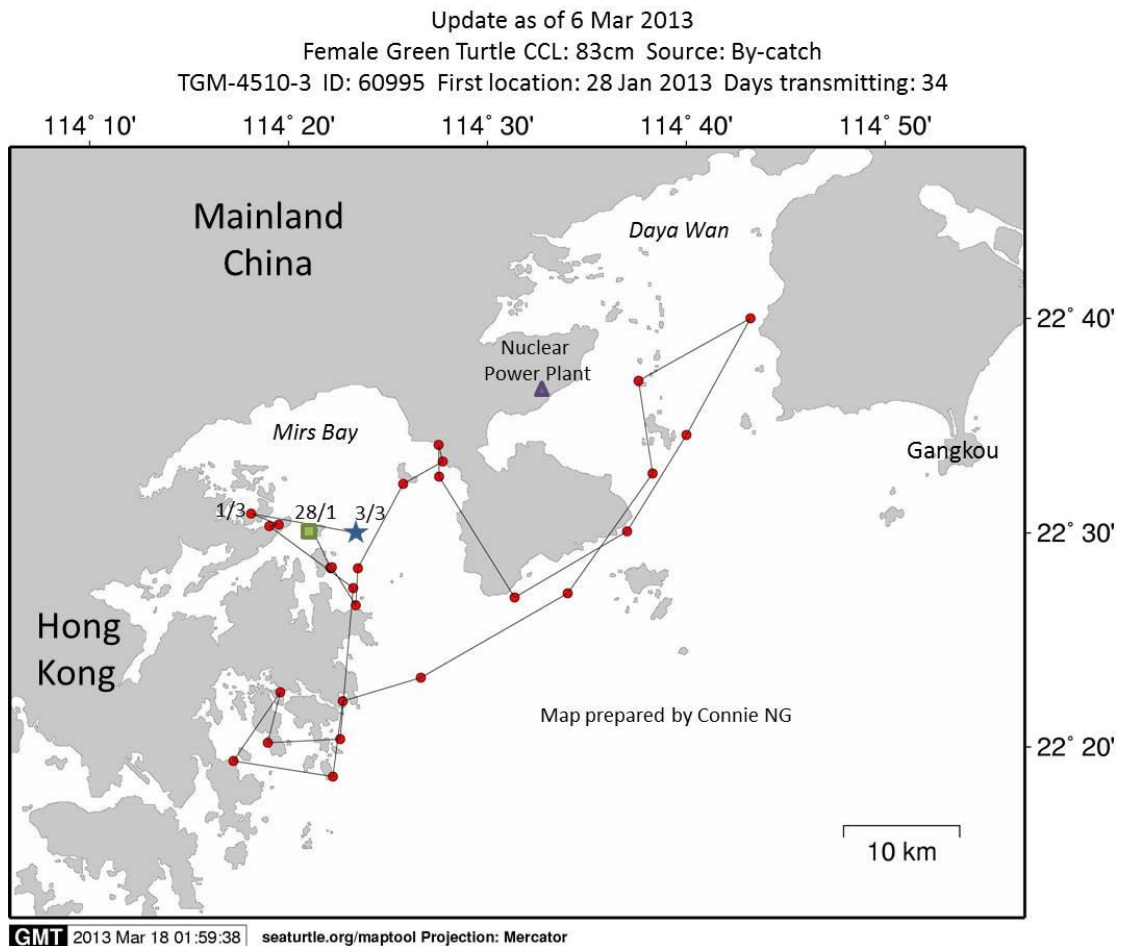 Update as of 6 Mar 2013
Female Green Turtle CCL: 83cm Source: By-catch
TGM-4510-3 ID: 60995 First location: 28 Jan 2013 Days transmitting: 34
114° 10' 114° 20' 114° 30' 114° 40' 114° 50'
Mainland
China
Daya Wan
22° 40'
Nuclear
Power Plant
Mirs Bay
Gangkou
1/3 28/1 3/3
22° 30'
Hong
Kong
Map prepared by Connie NG
22° 20'
10 km
GMT 2013 Mar 18 01:59:38 seaturtle.org/maptool Projection: Mercator